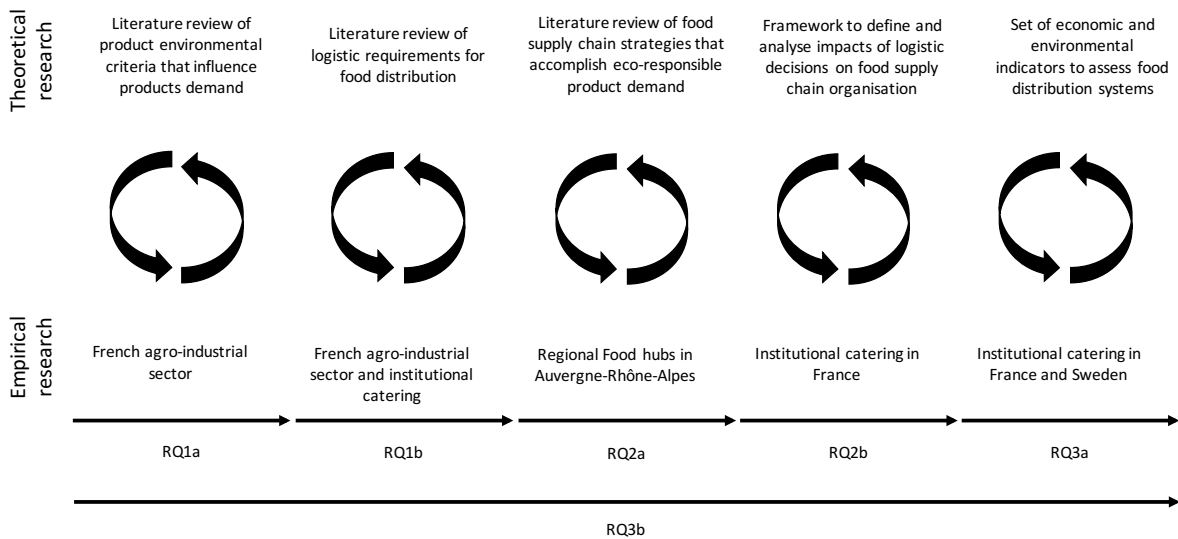 Theoretical
research
Literature review of
product environmental
criteria that influence
products demand
Literature review of
logistic requirements for
food distribution
Literature review of food
supply chain strategies that
accomplish eco-responsible
product demand
Framework to define and
analyse impacts of logistic
decisions on food supply
chain organisation
Set of economic and
environmental
indicators to assess food
distribution systems
Empirical
research
French agro-industrial
sector
French agro-industrial
sector and institutional
catering
Regional Food hubs in
Auvergne-Rhône-Alpes
Institutional catering in
France
Institutional catering in
France and Sweden
RQ1a
RQ1b
RQ2a
RQ2b
RQ3a
RQ3b